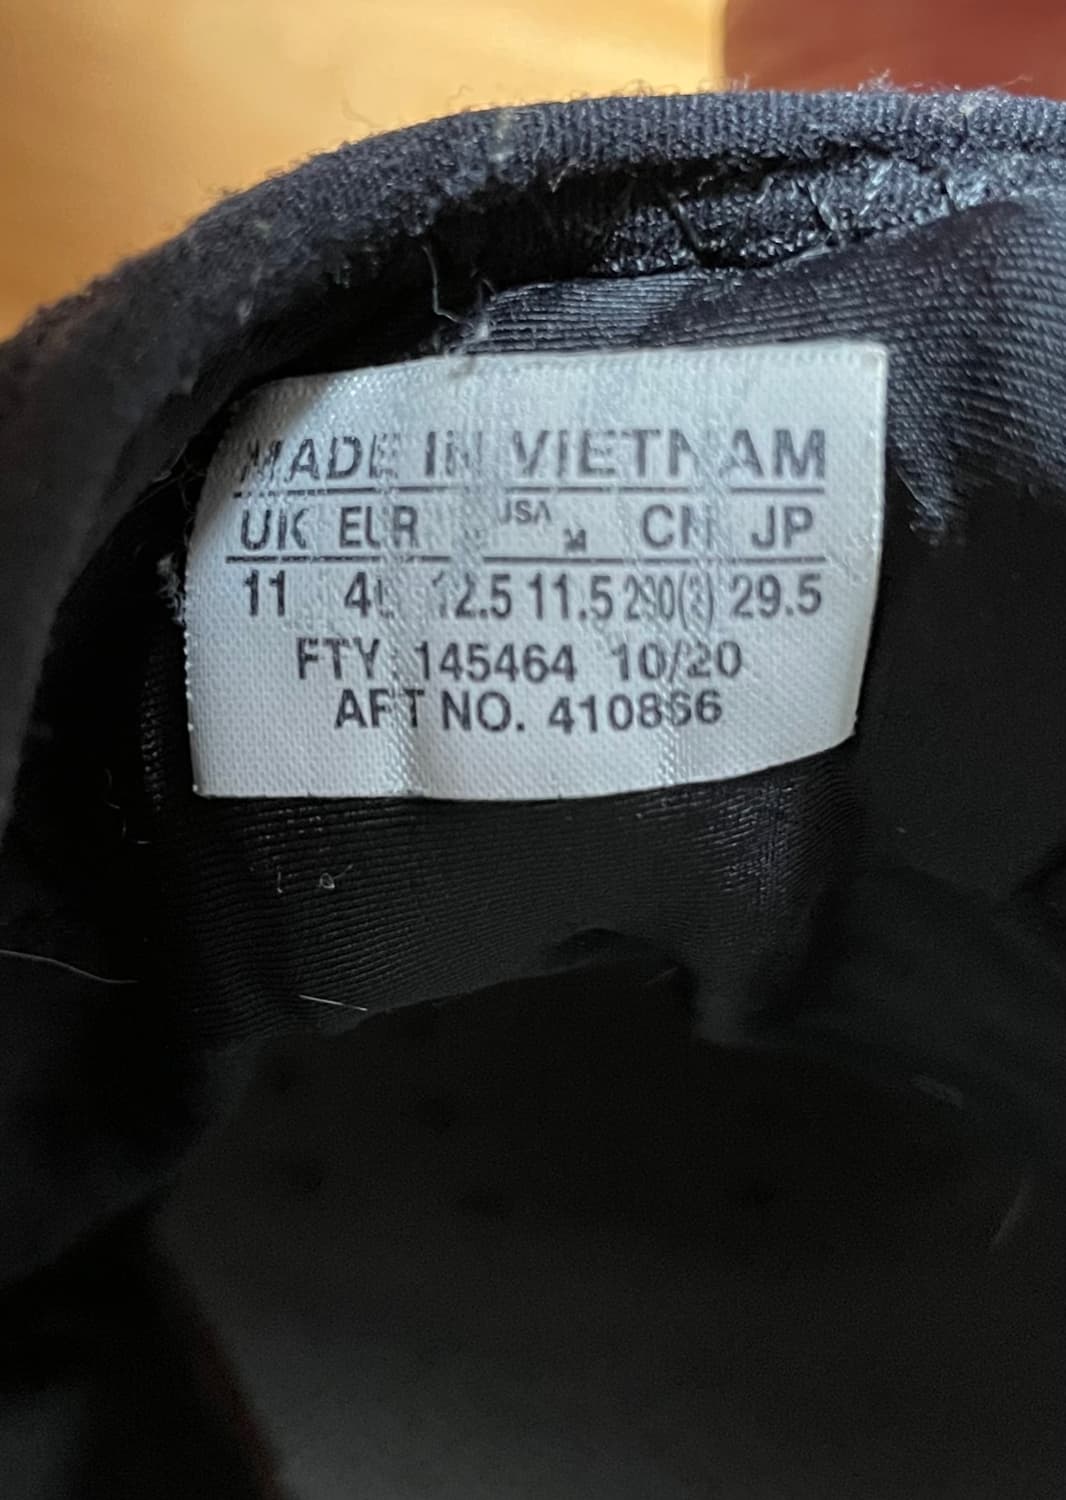 MADE IN VIETNAM
UK EUR USA M CN JP
11 12.5 11.5 29.5
FTY 145464 10/20
ART NO. 410866